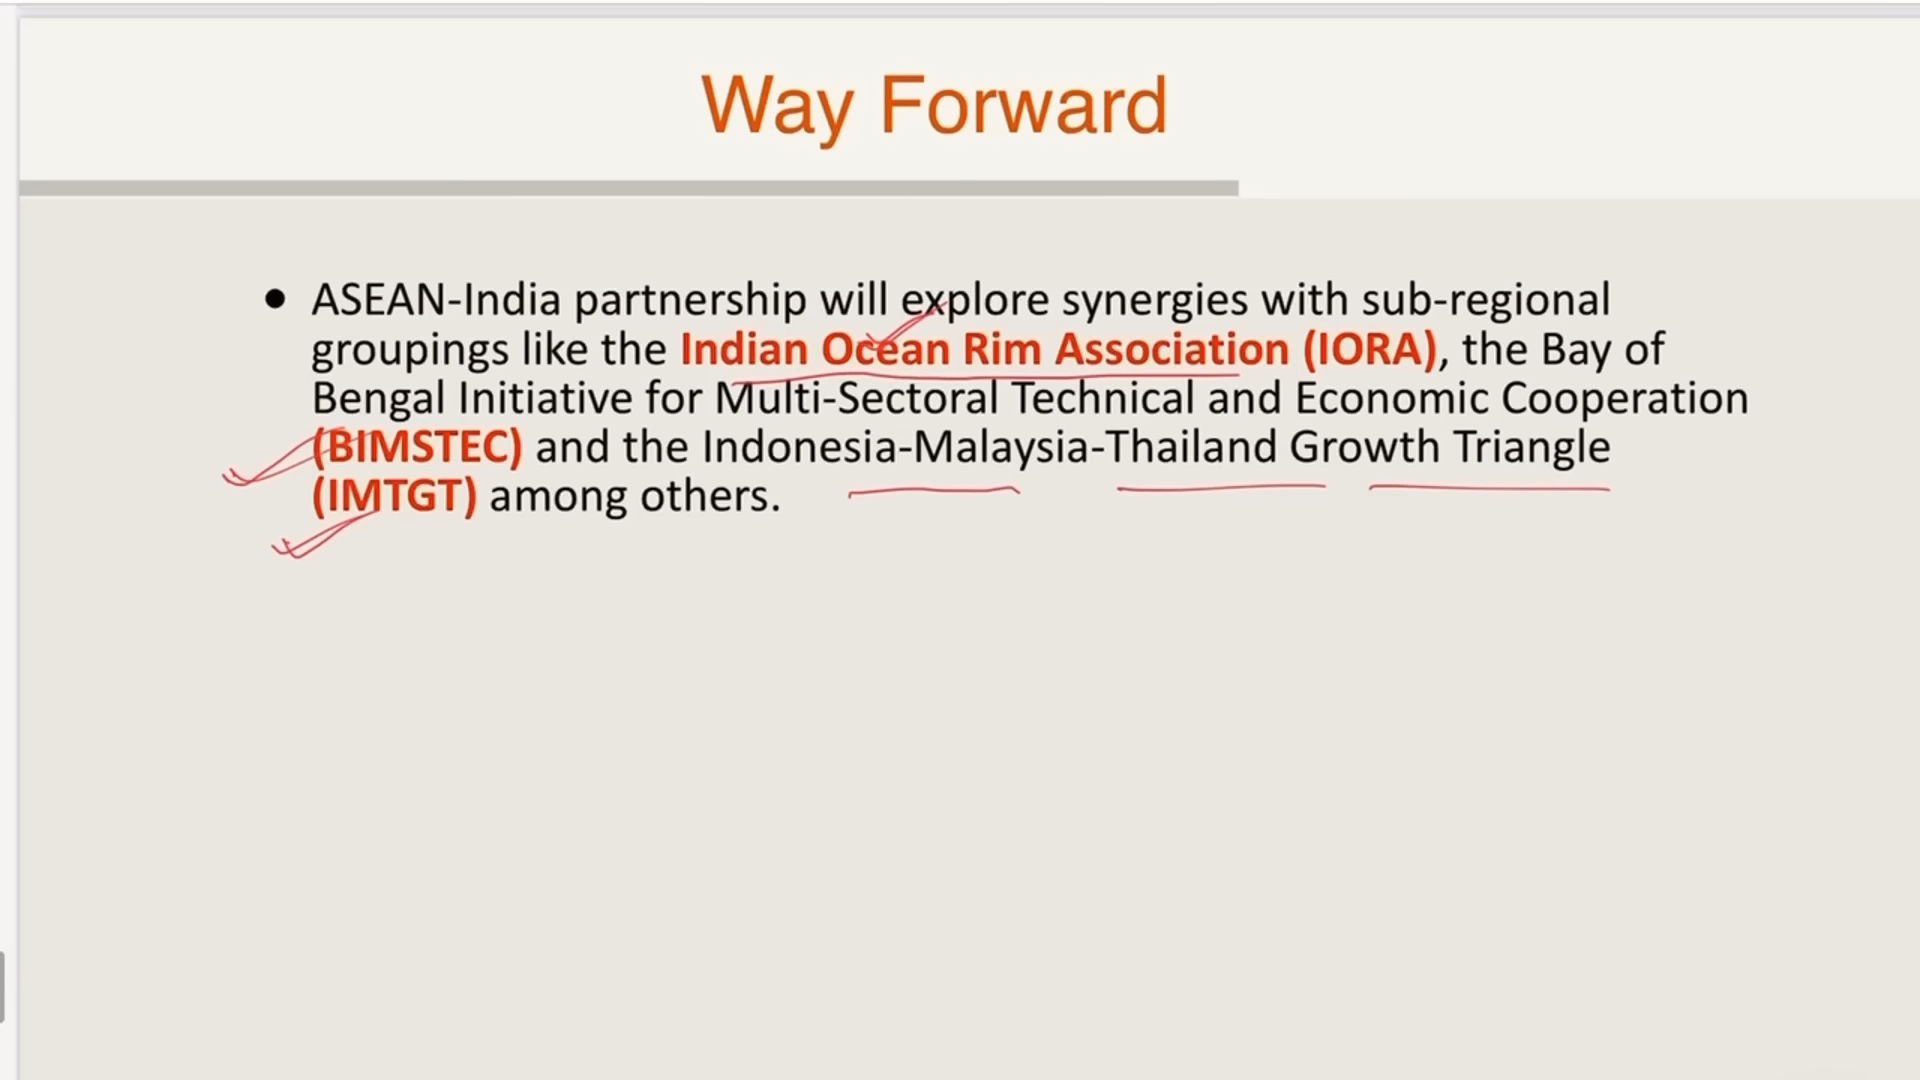 Way Forward
● ASEAN-India partnership will explore synergies with sub-regional
groupings like the Indian Ocean Rim Association (IORA), the Bay of
Bengal Initiative for Multi-Sectoral Technical and Economic Cooperation
(BIMSTEC) and the Indonesia-Malaysia-Thailand Growth Triangle
(IMTGT) among others.